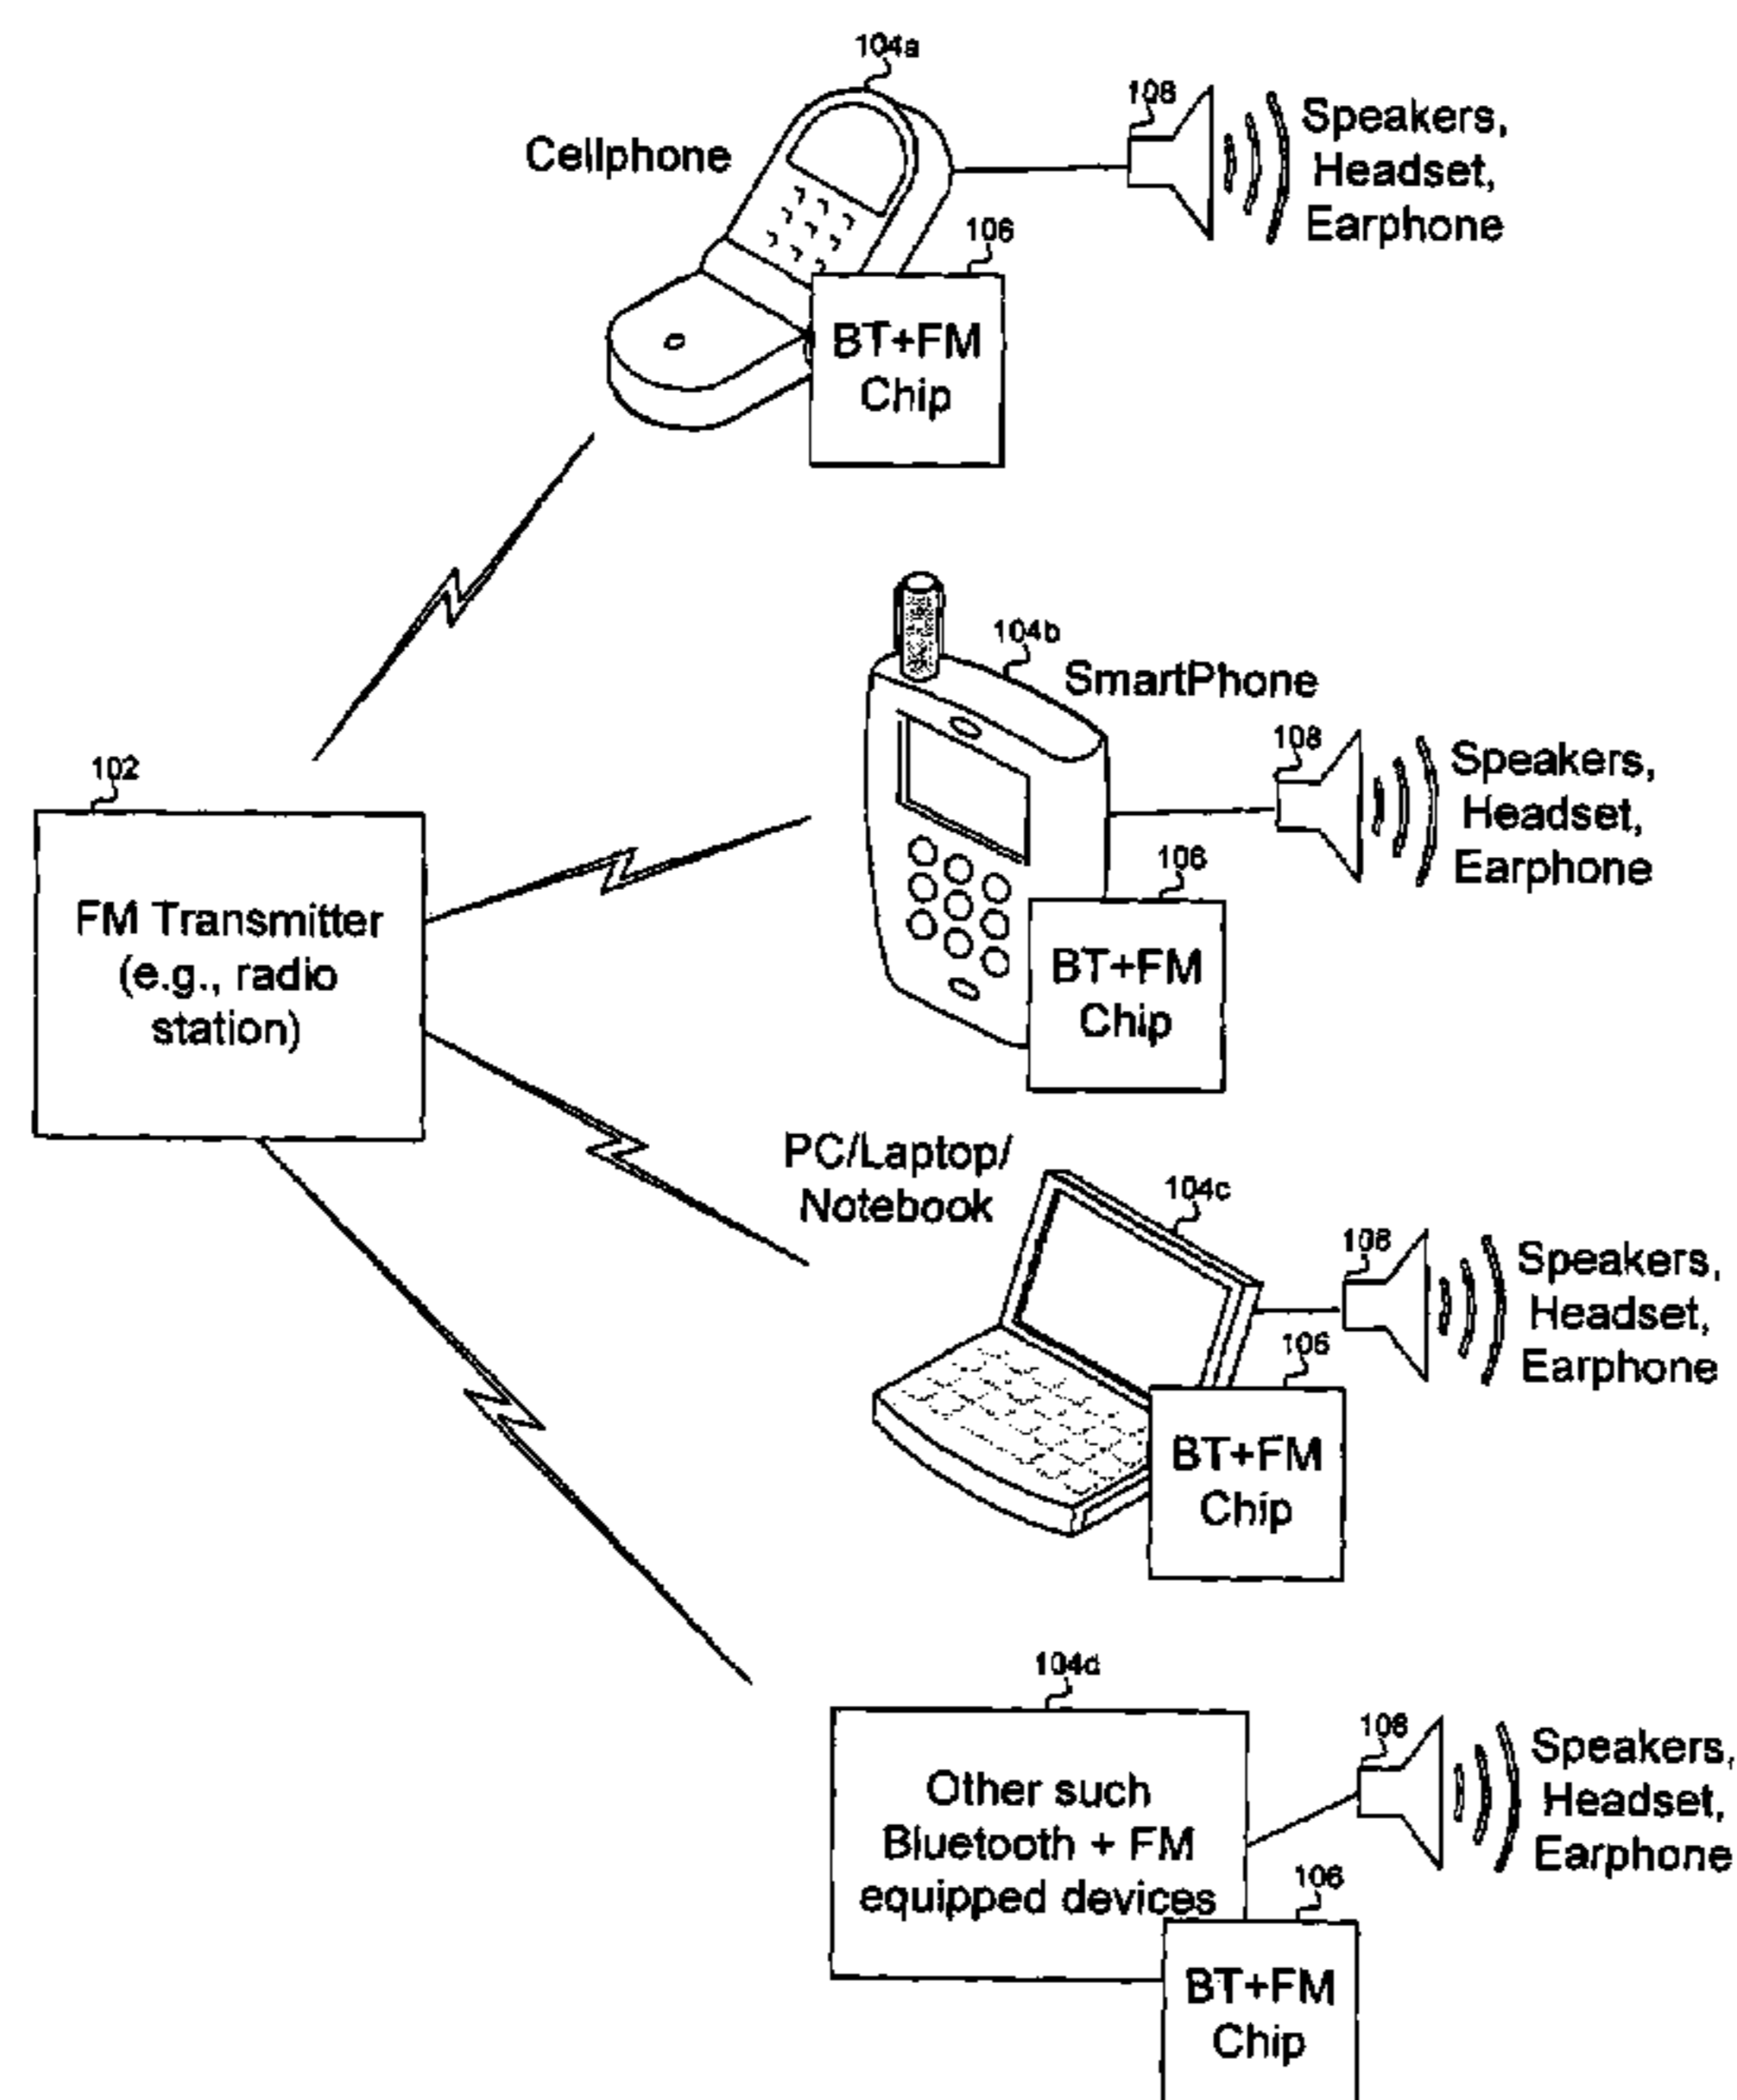 104a
Cellphone
108
Speakers,
Headset,
Earphone
106
BT+FM
Chip
104b
SmartPhone
108
Speakers,
Headset,
Earphone
106
BT+FM
Chip
102
FM Transmitter
(e.g., radio
station)
PC/Laptop/
Notebook
104c
108
Speakers,
Headset,
Earphone
106
BT+FM
Chip
104d
Other such
Bluetooth + FM
equipped devices
108
Speakers,
Headset,
Earphone
106
BT+FM
Chip